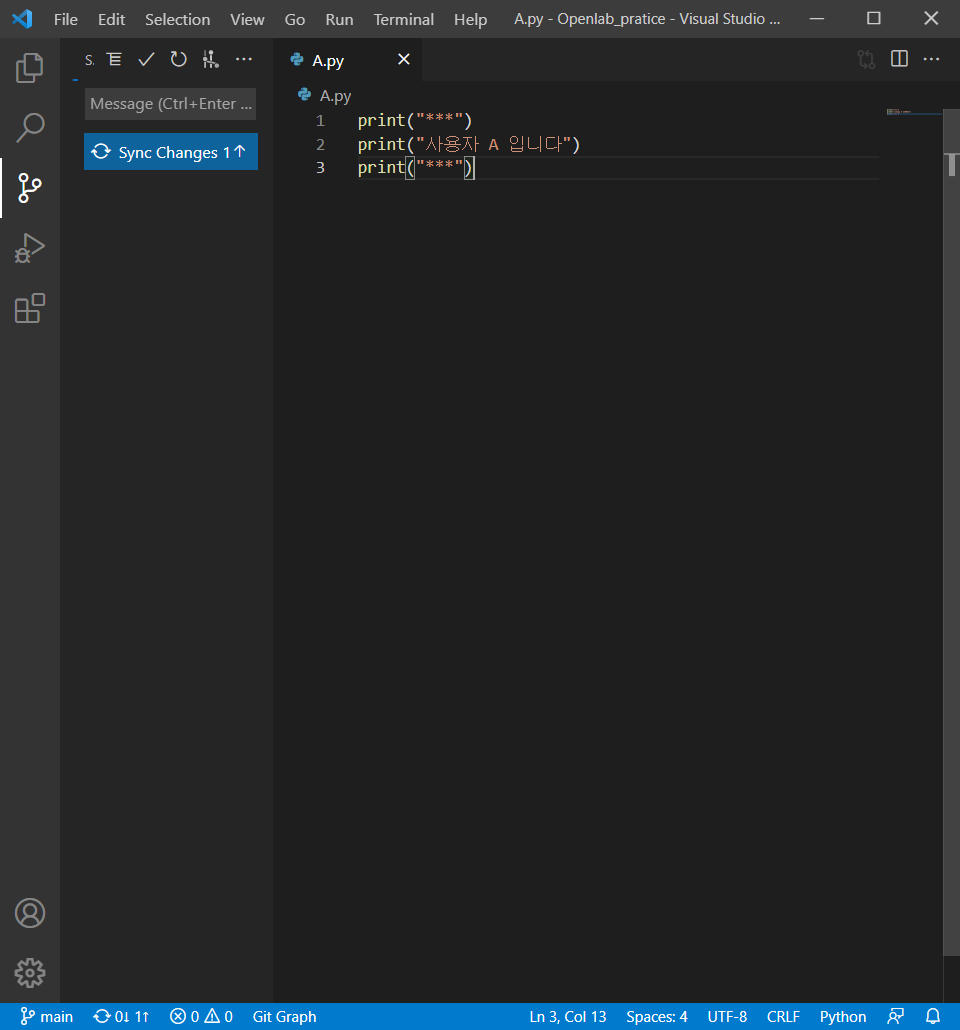 File Edit Selection View Go Run Terminal Help A.py - Openlab_pratice - Visual Studio ...
S.
A.py
Message (Ctrl+Enter ...
A.py
Sync Changes 1↑
1 print("***")
2 print("사용자 A 입니다")
3 print("***")
main 0↓ 1↑ 0 0 Git Graph Ln 3, Col 13 Spaces: 4 UTF-8 CRLF Python